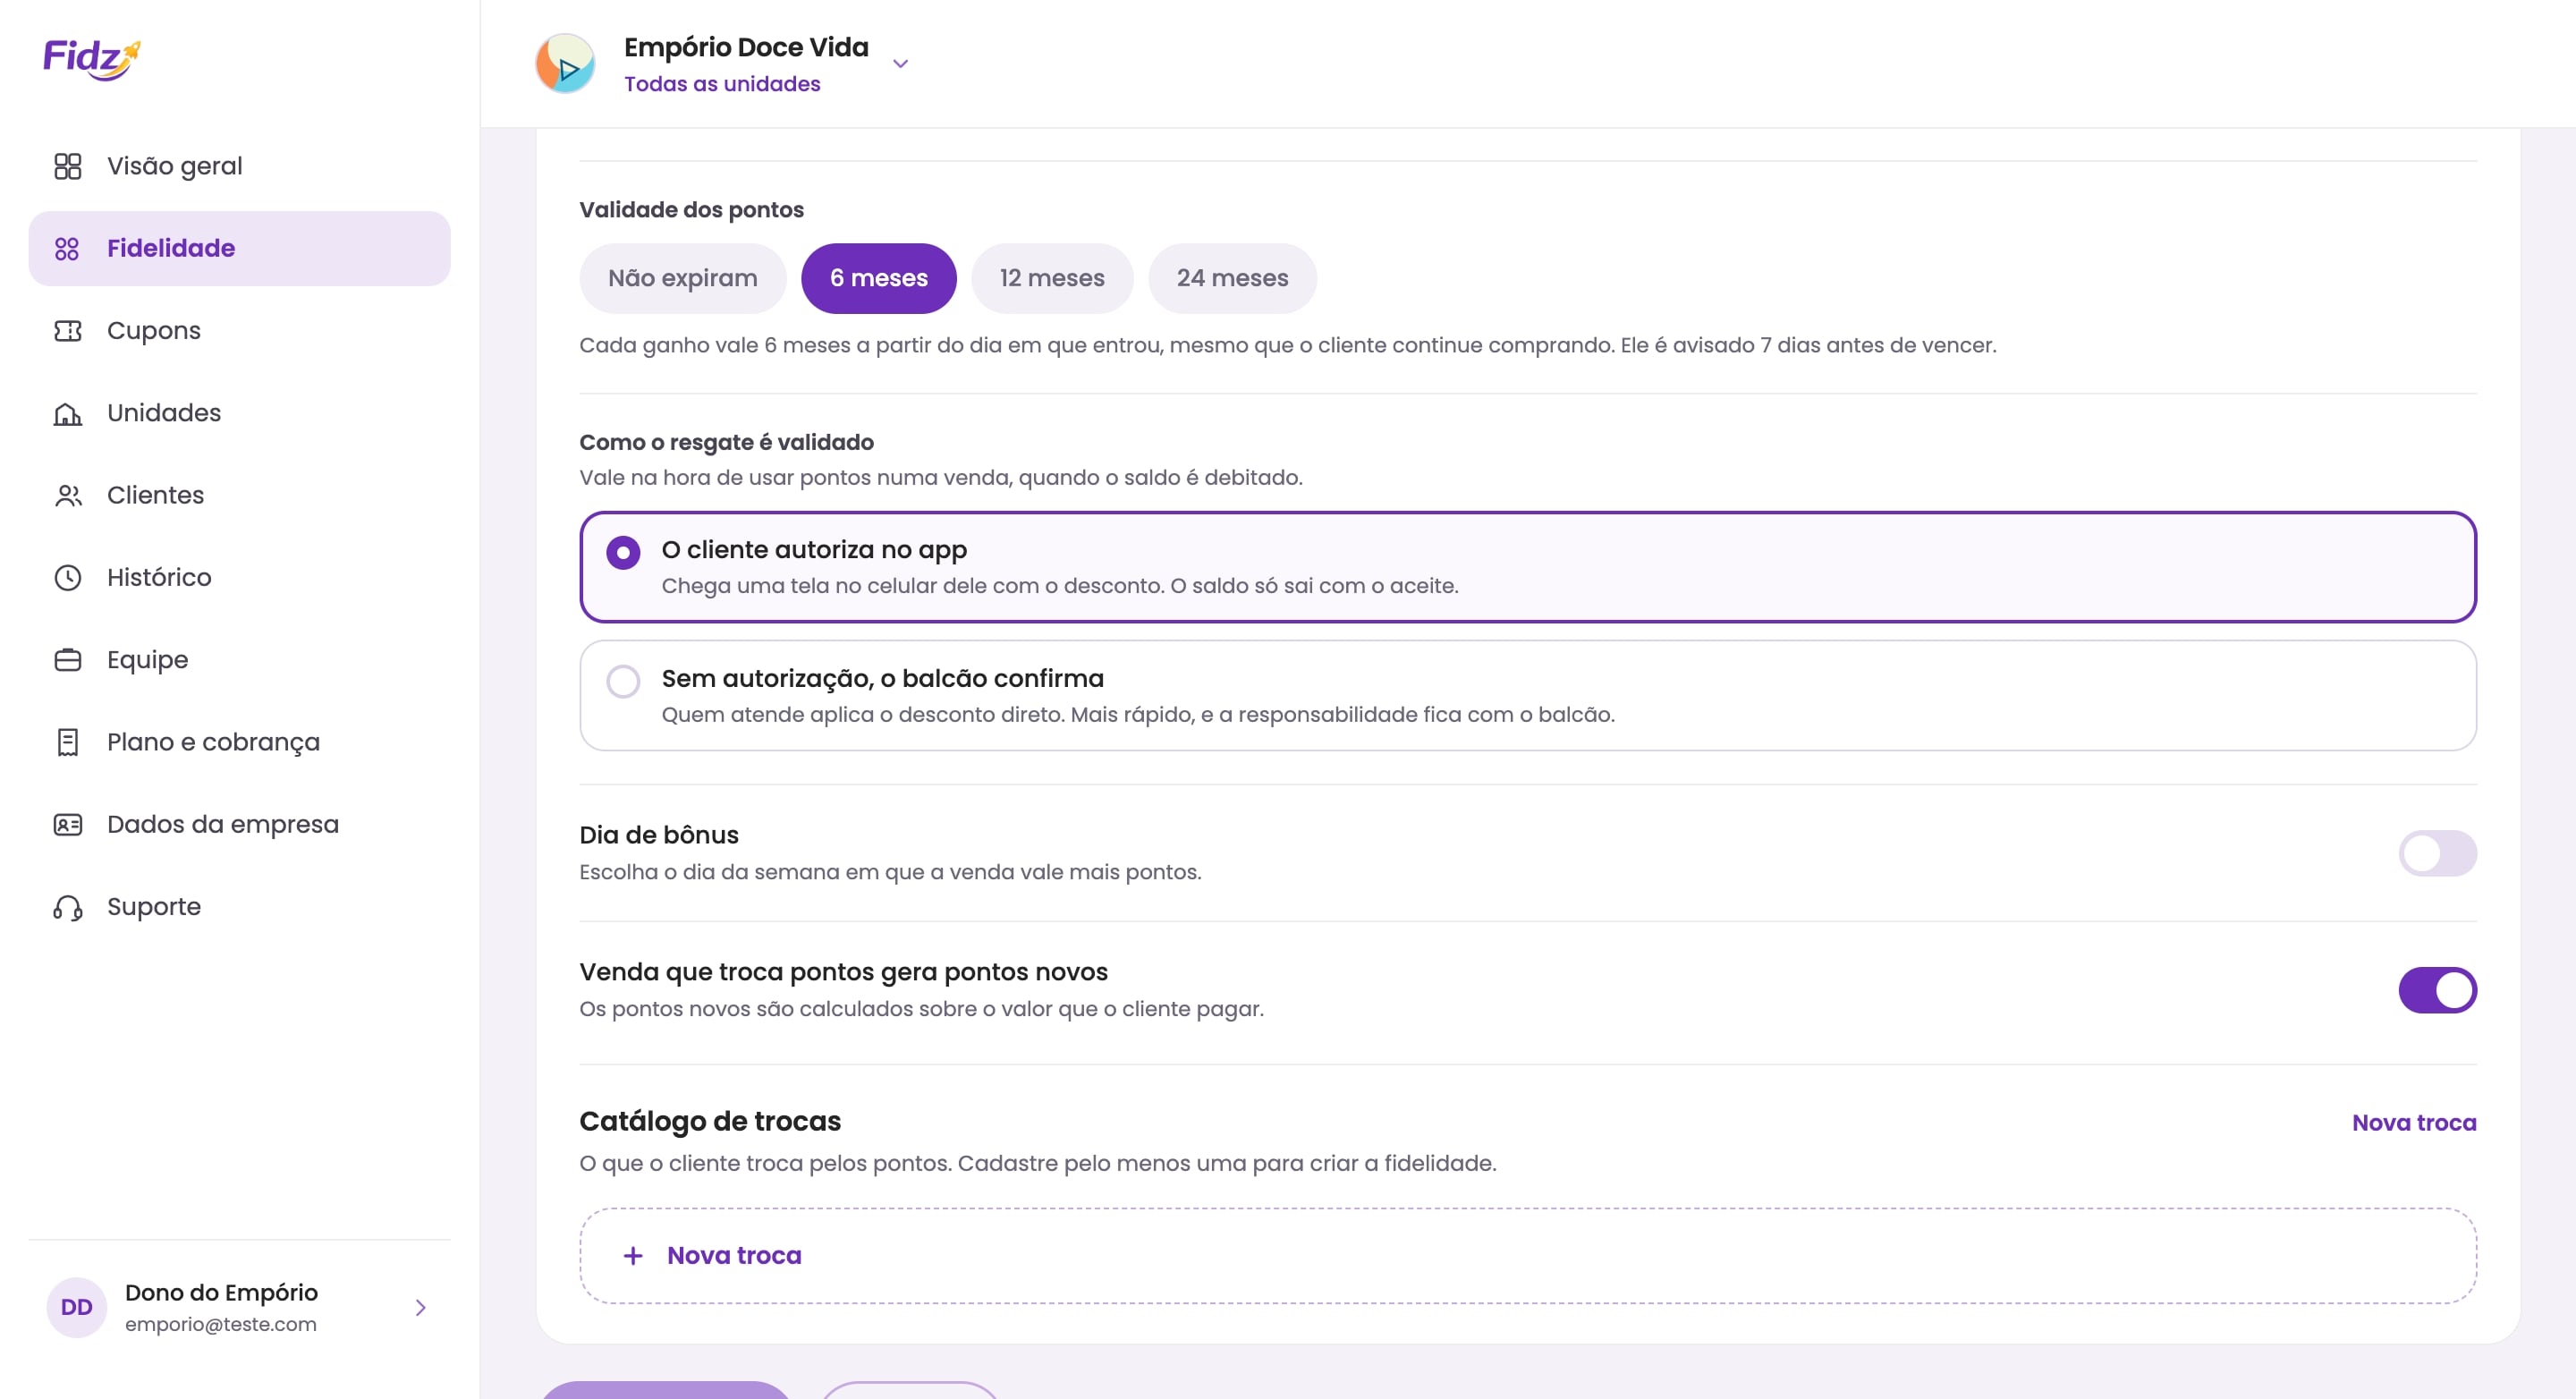 Fidz
Visão geral
Fidelidade
Cupons
Unidades
Clientes
Histórico
Equipe
Plano e cobrança
Dados da empresa
Suporte
DD
Dono do Empório
emporio@teste.com
Empório Doce Vida
Todas as unidades
Validade dos pontos
Não expiram
6 meses
12 meses
24 meses
Cada ganho vale 6 meses a partir do dia em que entrou, mesmo que o cliente continue comprando. Ele é avisado 7 dias antes de vencer.
Como o resgate é validado
Vale na hora de usar pontos numa venda, quando o saldo é debitado.
O cliente autoriza no app
Chega uma tela no celular dele com o desconto. O saldo só sai com o aceite.
Sem autorização, o balcão confirma
Quem atende aplica o desconto direto. Mais rápido, e a responsabilidade fica com o balcão.
Dia de bônus
Escolha o dia da semana em que a venda vale mais pontos.
Venda que troca pontos gera pontos novos
Os pontos novos são calculados sobre o valor que o cliente pagar.
Catálogo de trocas
Nova troca
O que o cliente troca pelos pontos. Cadastre pelo menos uma para criar a fidelidade.
+ Nova troca